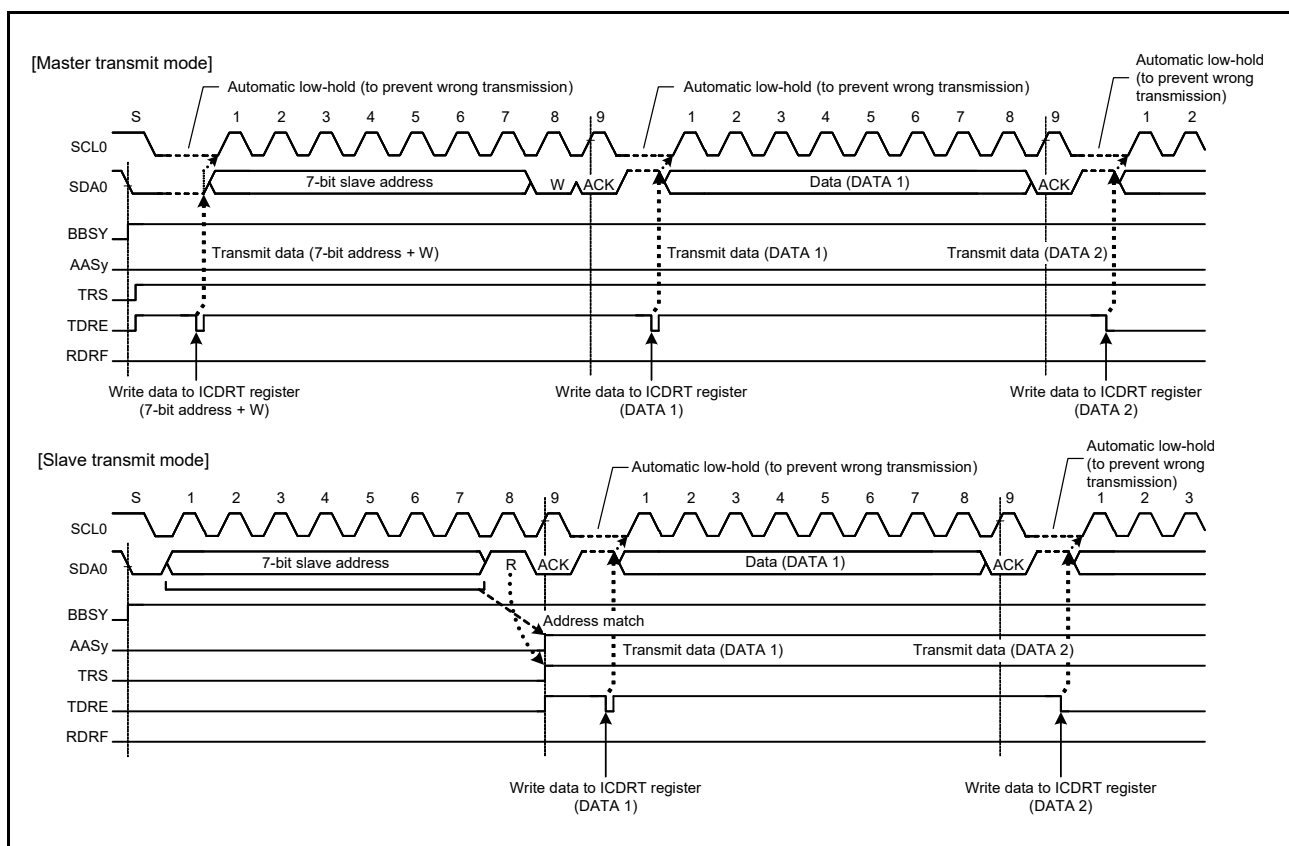 [Master transmit mode]
Automatic low-hold (to prevent wrong transmission)
Automatic low-hold (to prevent wrong transmission)
Automatic low-hold
(to prevent wrong
transmission)
S 1 2 3 4 5 6 7 8 9 1 2 3 4 5 6 7 8 9 1 2
SCL0
SDA0 7-bit slave address W ACK Data (DATA 1) ACK
BBSY
Transmit data (7-bit address + W) Transmit data (DATA 1) Transmit data (DATA 2)
AASy
TRS
TDRE
RDRF
Write data to ICDRT register
(7-bit address + W)
Write data to ICDRT register
(DATA 1)
Write data to ICDRT register
(DATA 2)
[Slave transmit mode]
Automatic low-hold (to prevent wrong transmission)
Automatic low-hold
(to prevent wrong
transmission)
S 1 2 3 4 5 6 7 8 9 1 2 3 4 5 6 7 8 9 1 2 3
SCL0
SDA0 7-bit slave address R ACK Data (DATA 1) ACK
BBSY
Address match
AASy
Transmit data (DATA 1) Transmit data (DATA 2)
TRS
TDRE
RDRF
Write data to ICDRT register
(DATA 1)
Write data to ICDRT register
(DATA 2)